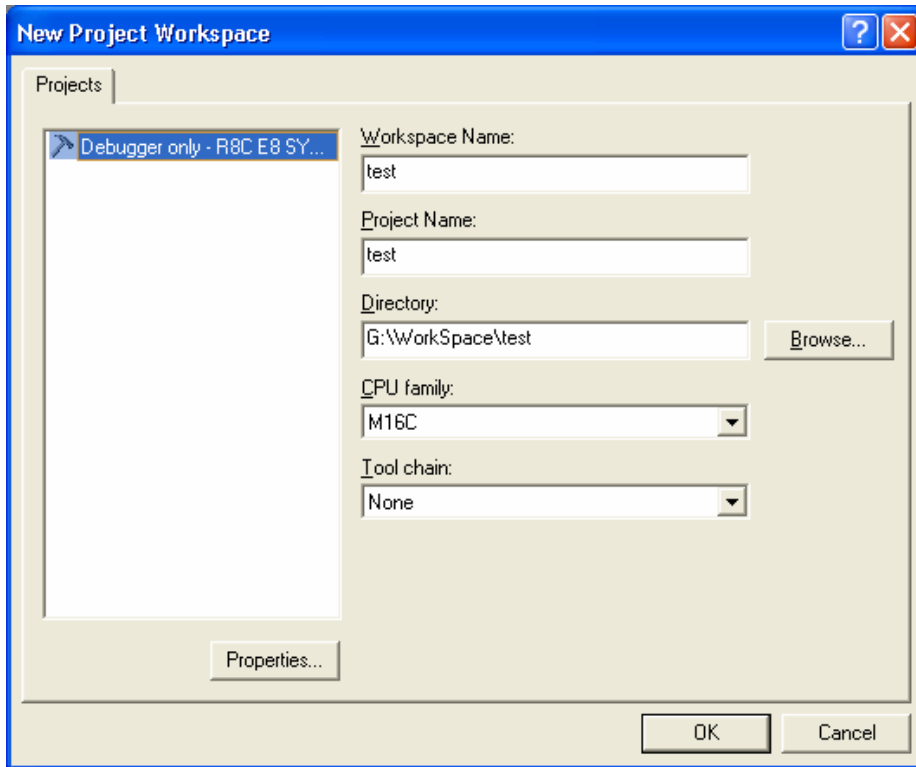 New Project Workspace
Projects
Debugger only - R8C E8 SY...
Workspace Name:
test
Project Name:
test
Directory:
G:\WorkSpace\test
Browse...
CPU family:
M16C
Tool chain:
None
Properties...
OK
Cancel